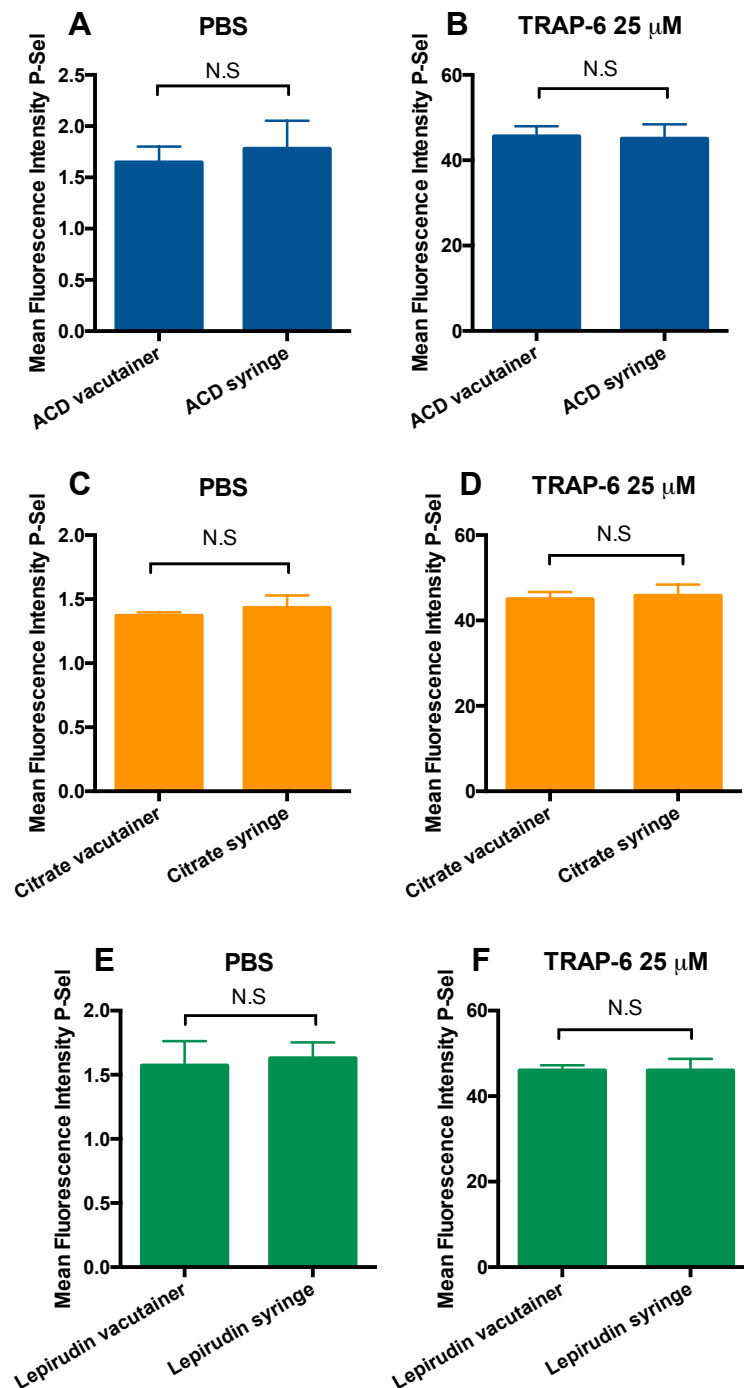 A
PBS
Mean Fluorescence Intensity P-Sel
2.5
2.0
1.5
1.0
0.5
0.0
N.S
ACD vacutainer
ACD syringe
B
TRAP-6 25 μM
Mean Fluorescence Intensity P-Sel
60
40
20
0
N.S
ACD vacutainer
ACD syringe
C
PBS
Mean Fluorescence Intensity P-Sel
2.0
1.5
1.0
0.5
0.0
N.S
Citrate vacutainer
Citrate syringe
D
TRAP-6 25 μM
Mean Fluorescence Intensity P-Sel
60
40
20
0
N.S
Citrate vacutainer
Citrate syringe
E
PBS
Mean Fluorescence Intensity P-Sel
2.0
1.5
1.0
0.5
0.0
N.S
Lepirudin vacutainer
Lepirudin syringe
F
TRAP-6 25 μM
Mean Fluorescence Intensity P-Sel
60
40
20
0
N.S
Lepirudin vacutainer
Lepirudin syringe